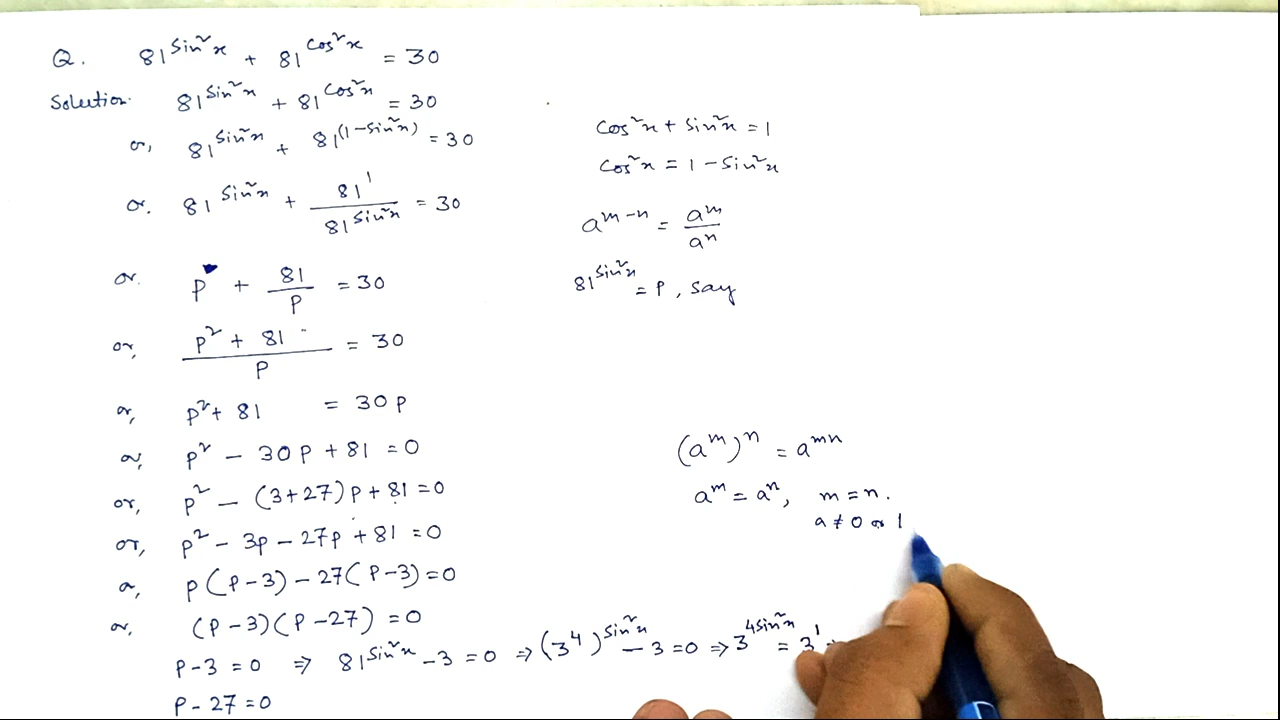 Q. 81^sin²x + 81^cos²x = 30
Solution. 81^sin²x + 81^cos²x = 30
or, 81^sin²x + 81^(1-sin²x) = 30
or. 81^sin²x + 81¹/81^sin²x = 30
or. P + 81/P = 30
or, (P² + 81)/P = 30
or, P² + 81 = 30P
or, P² - 30P + 81 = 0
or, P² - (3+27)P + 81 = 0
or, P² - 3P - 27P + 81 = 0
or, P(P-3) - 27(P-3) = 0
or, (P-3)(P-27) = 0
P-3 = 0 ⇒ 81^sin²x - 3 = 0 ⇒ (3⁴)^sin²x - 3 = 0 ⇒ 3^4sin²x = 3¹
P-27 = 0
cos²x + sin²x = 1
cos²x = 1 - sin²x
a^m-n = a^m/a^n
81^sin²x = P, say
(a^m)^n = a^mn
a^m = a^n, m = n.
a ≠ 0 or 1